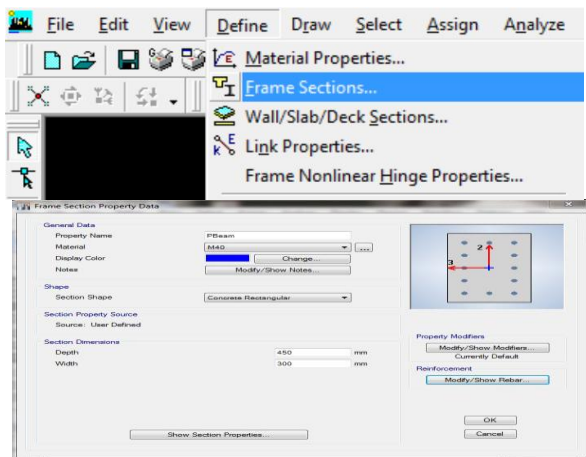 File Edit View Define Draw Select Assign Analyze
Material Properties...
Frame Sections...
Wall/Slab/Deck Sections...
Link Properties...
Frame Nonlinear Hinge Properties...
Frame Section Property Data
General Data
Property Name PBeam
Material M40 ...
Display Color Change...
Notes Modify/Show Notes...
Shape
Section Shape Concrete Rectangular
Section Property Source
Source: User Defined
Section Dimensions
Depth 450 mm
Width 300 mm
Show Section Properties...
2
3
Property Modifiers
Modify/Show Modifiers...
Currently Default
Reinforcement
Modify/Show Rebar...
OK
Cancel